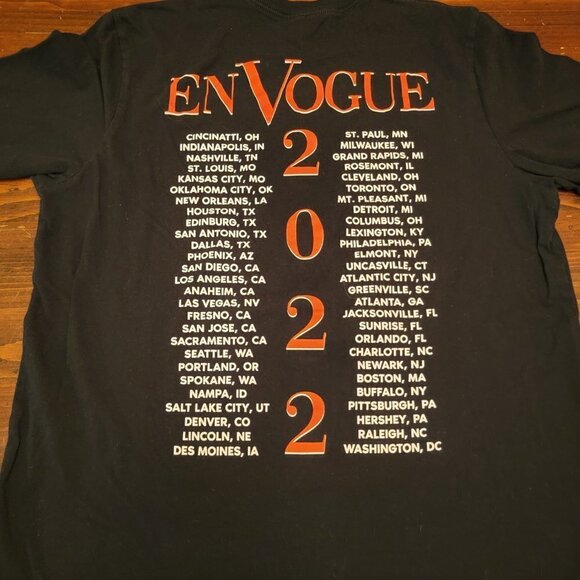 EN VOGUE
CINCINATTI, OH
INDIANAPOLIS, IN
NASHVILLE, TN
ST. LOUIS, MO
KANSAS CITY, MO
OKLAHOMA CITY, OK
NEW ORLEANS, LA
HOUSTON, TX
EDINBURG, TX
SAN ANTONIO, TX
DALLAS, TX
PHOENIX, AZ
SAN DIEGO, CA
LOS ANGELES, CA
ANAHEIM, CA
LAS VEGAS, NV
FRESNO, CA
SAN JOSE, CA
SACRAMENTO, CA
SEATTLE, WA
PORTLAND, OR
SPOKANE, WA
NAMPA, ID
SALT LAKE CITY, UT
DENVER, CO
LINCOLN, NE
DES MOINES, IA
2
0
2
2
ST. PAUL, MN
MILWAUKEE, WI
GRAND RAPIDS, MI
ROSEMONT, IL
CLEVELAND, OH
TORONTO, ON
MT. PLEASANT, MI
DETROIT, MI
COLUMBUS, OH
LEXINGTON, KY
PHILADELPHIA, PA
ELMONT, NY
UNCASVILLE, CT
ATLANTIC CITY, NJ
GREENVILLE, SC
ATLANTA, GA
JACKSONVILLE, FL
SUNRISE, FL
ORLANDO, FL
CHARLOTTE, NC
NEWARK, NJ
BOSTON, MA
BUFFALO, NY
PITTSBURGH, PA
HERSHEY, PA
RALEIGH, NC
WASHINGTON, DC